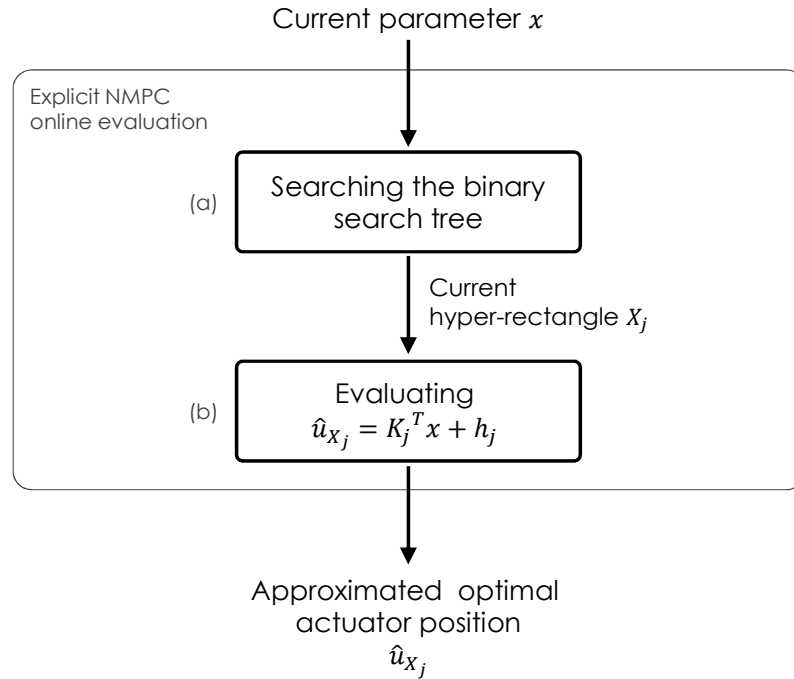 Current parameter x
Explicit NMPC
online evaluation
(a)
Searching the binary
search tree
Current
hyper-rectangle X_j
(b)
Evaluating
û_{X_j} = K_j^T x + h_j
Approximated optimal
actuator position
û_{X_j}